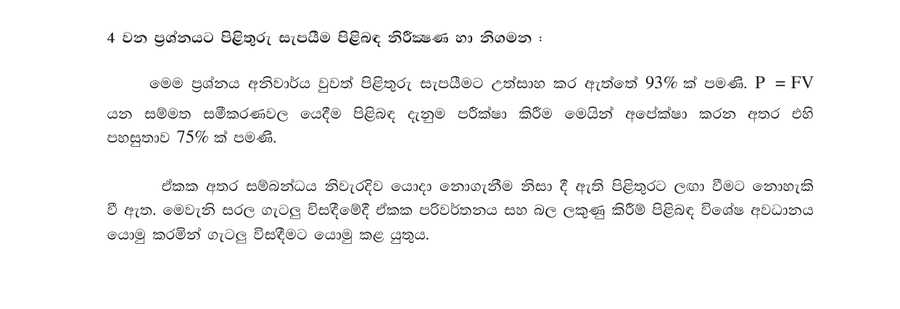 4 වන ප්‍රශ්නයට පිළිතුරු සැපයීම පිළිබඳ නිරීක්‍ෂණ හා නිගමන :
මෙම ප්‍රශ්නය අනිවාර්ය වුවත් පිළිතුරු සැපයීමට උත්සාහ කර ඇත්තේ 93% ක් පමණි. P = FV
යන සම්මත සමීකරණවල යෙදීම පිළිබඳ දැනුම පරීක්ෂා කිරීම මෙයින් අපේක්ෂා කරන අතර එහි
පහසුතාව 75% ක් පමණි.
ඒකක අතර සම්බන්ධය නිවැරදිව යොදා නොගැනීම නිසා දී ඇති පිළිතුරට ලඟා වීමට නොහැකි
වී ඇත. මෙවැනි සරල ගැටලු විසඳීමේදී ඒකක පරිවර්තනය සහ බල ලකුණු කිරීම් පිළිබඳ විශේෂ අවධානය
යොමු කරමින් ගැටලු විසඳීමට යොමු කළ යුතුය.